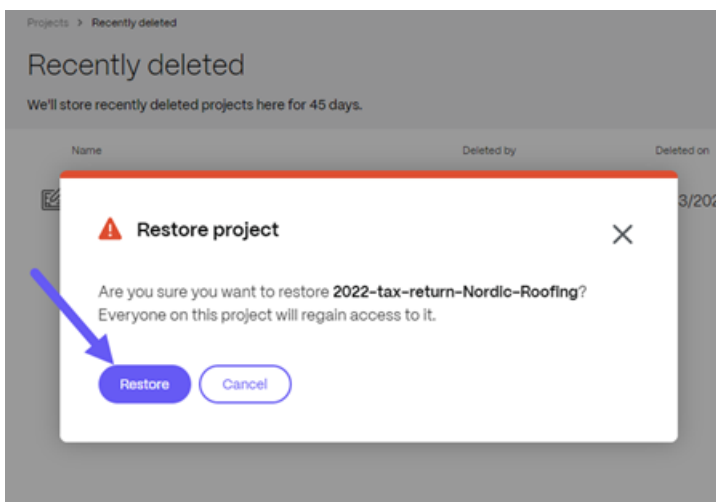 Projects > Recently deleted
Recently deleted
We'll store recently deleted projects here for 45 days.
Name Deleted by Deleted on
3/202
Restore project
Are you sure you want to restore 2022-tax-return-Nordic-Roofing?
Everyone on this project will regain access to it.
Restore Cancel